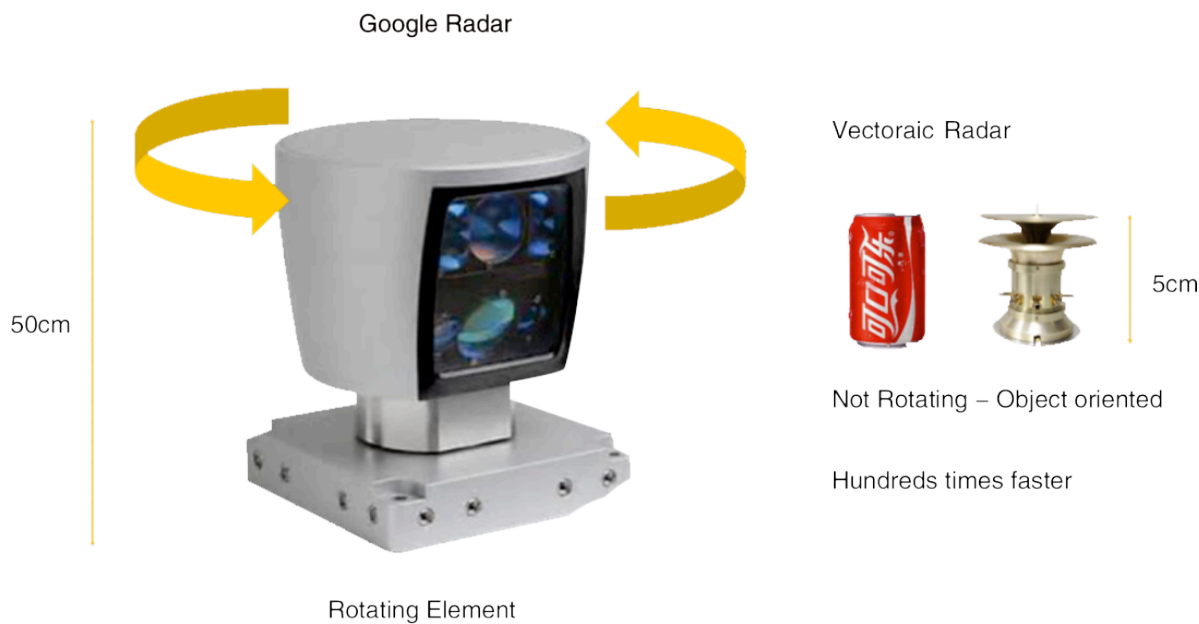 Google Radar
50cm
Rotating Element
Vectoraic Radar
可口可乐
5cm
Not Rotating – Object oriented
Hundreds times faster